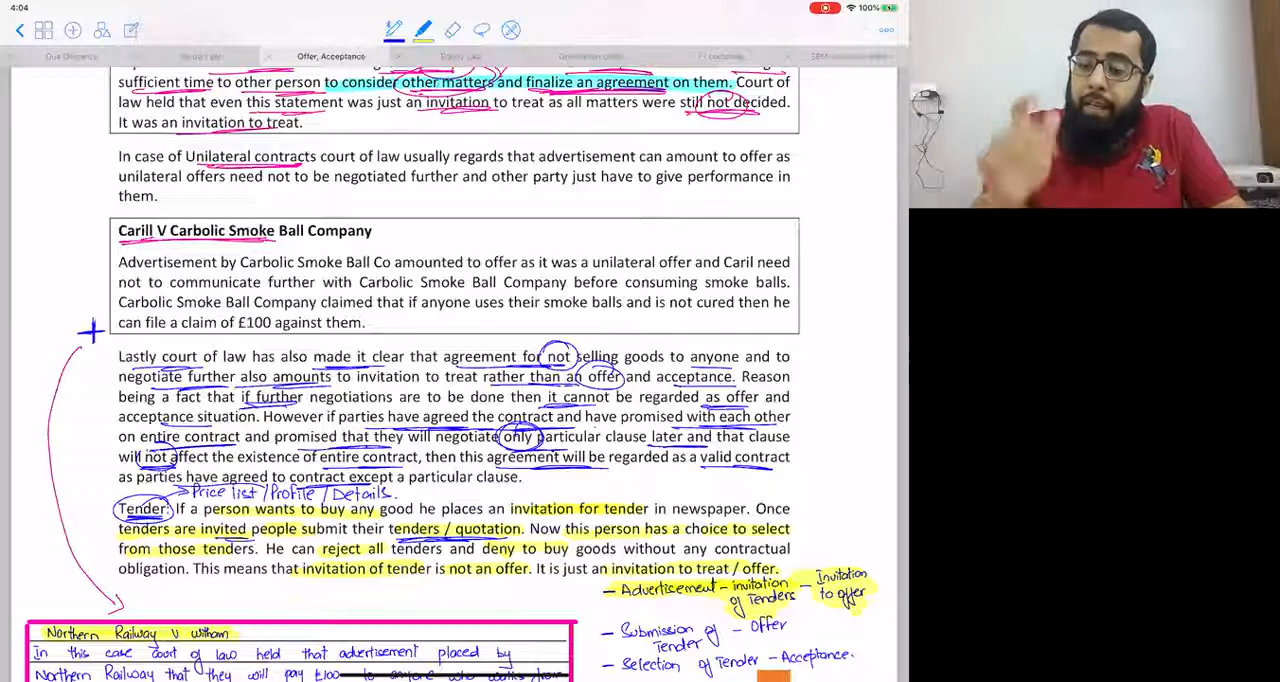 4:04
100%
Due Diligence
Offer, Acceptance
Equity Law
SBM
sufficient time to other person to consider other matters and finalize an agreement on them. Court of
law held that even this statement was just an invitation to treat as all matters were still not decided.
It was an invitation to treat.
In case of Unilateral contracts court of law usually regards that advertisement can amount to offer as
unilateral offers need not to be negotiated further and other party just have to give performance in
them.
Carill V Carbolic Smoke Ball Company
Advertisement by Carbolic Smoke Ball Co amounted to offer as it was a unilateral offer and Caril need
not to communicate further with Carbolic Smoke Ball Company before consuming smoke balls.
Carbolic Smoke Ball Company claimed that if anyone uses their smoke balls and is not cured then he
can file a claim of £100 against them.
Lastly court of law has also made it clear that agreement for not selling goods to anyone and to
negotiate further also amounts to invitation to treat rather than an offer and acceptance. Reason
being a fact that if further negotiations are to be done then it cannot be regarded as offer and
acceptance situation. However if parties have agreed the contract and have promised with each other
on entire contract and promised that they will negotiate only particular clause later and that clause
will not affect the existence of entire contract, then this agreement will be regarded as a valid contract
as parties have agreed to contract except a particular clause.
Price list / Profile / Details.
Tender: If a person wants to buy any good he places an invitation for tender in newspaper. Once
tenders are invited people submit their tenders / quotation. Now this person has a choice to select
from those tenders. He can reject all tenders and deny to buy goods without any contractual
obligation. This means that invitation of tender is not an offer. It is just an invitation to treat / offer.
- Advertisement - invitation of Tenders - Invitation to offer
- Submission of Tender - Offer
- Selection of Tender - Acceptance.
Northern Railway V Witham
In this case court of law held that advertisement placed by
Northern Railway that they will pay £100 to anyone who walks from